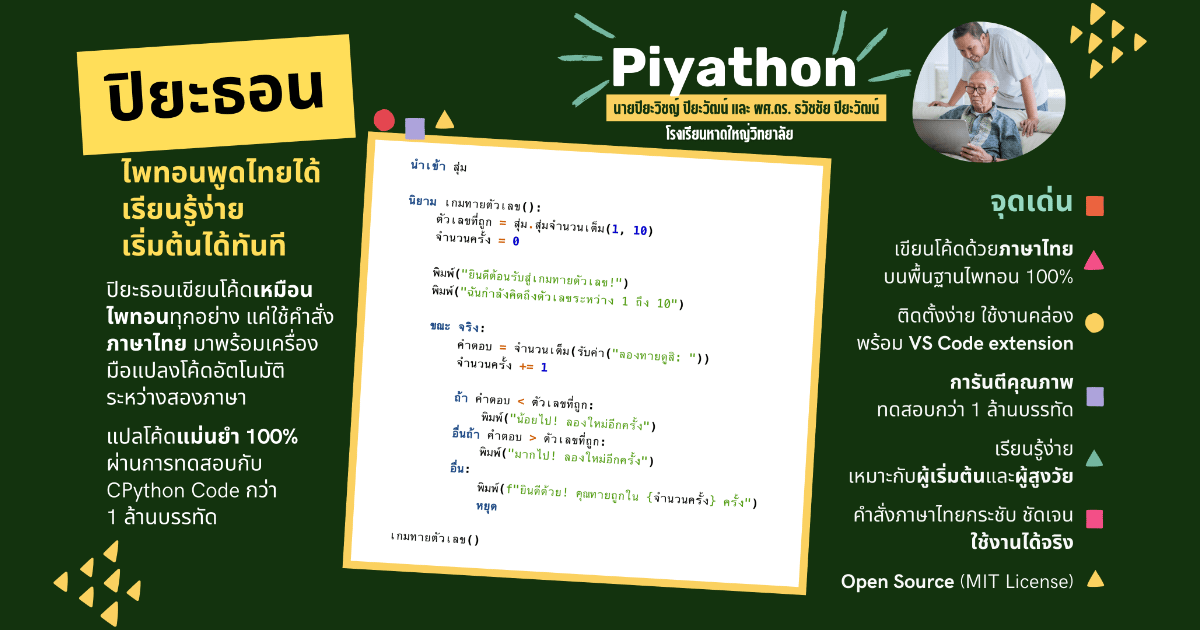 ปิยะธอน
ไพทอนพูดไทยได้
เรียนรู้ง่าย
เริ่มต้นได้ทันที
ปิยะธอนเขียนโค้ดเหมือน
ไพทอนทุกอย่าง แค่ใช้คำสั่ง
ภาษาไทย มาพร้อมเครื่อง
มือแปลงโค้ดอัตโนมัติ
ระหว่างสองภาษา
แปลโค้ดแม่นยำ 100%
ผ่านการทดสอบกับ
CPython Code กว่า
1 ล้านบรรทัด
Piyathon
นายปิยะวิชญ์ ปิยะวัฒน์ และ ผศ.ดร. ธวัชชัย ปิยะวัฒน์
โรงเรียนหาดใหญ่วิทยาลัย
นำเข้า สุ่ม
นิยาม เกมทายตัวเลข():
ตัวเลขที่ถูก = สุ่ม.สุ่มจำนวนเต็ม(1, 10)
จำนวนครั้ง = 0
พิมพ์("ยินดีต้อนรับสู่เกมทายตัวเลข!")
พิมพ์("ฉันกำลังคิดถึงตัวเลขระหว่าง 1 ถึง 10")
ขณะ จริง:
คำตอบ = จำนวนเต็ม(รับค่า("ลองทายดูสิ: "))
จำนวนครั้ง += 1
ถ้า คำตอบ < ตัวเลขที่ถูก:
พิมพ์("น้อยไป! ลองใหม่อีกครั้ง")
อื่นถ้า คำตอบ > ตัวเลขที่ถูก:
พิมพ์("มากไป! ลองใหม่อีกครั้ง")
อื่น:
พิมพ์(f"ยินดีด้วย! คุณทายถูกใน {จำนวนครั้ง} ครั้ง")
หยุด
เกมทายตัวเลข()
จุดเด่น
เขียนโค้ดด้วยภาษาไทย
บนพื้นฐานไพทอน 100%
ติดตั้งง่าย ใช้งานคล่อง
พร้อม VS Code extension
การันตีคุณภาพ
ทดสอบกว่า 1 ล้านบรรทัด
เรียนรู้ง่าย
เหมาะกับผู้เริ่มต้นและผู้สูงวัย
คำสั่งภาษาไทยกระชับ ชัดเจน
ใช้งานได้จริง
Open Source (MIT License)